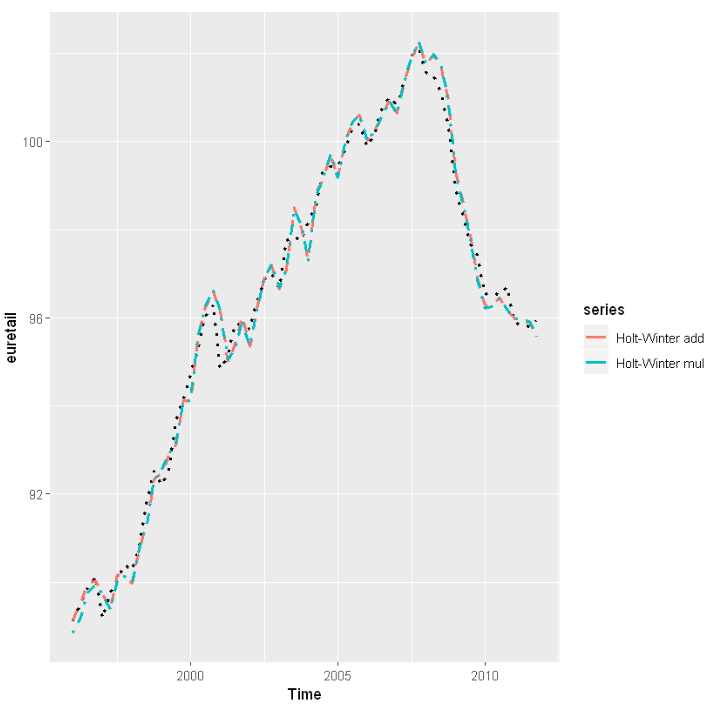 euretail
100
96
92
2000
2005
2010
Time
series
Holt-Winter add
Holt-Winter mul